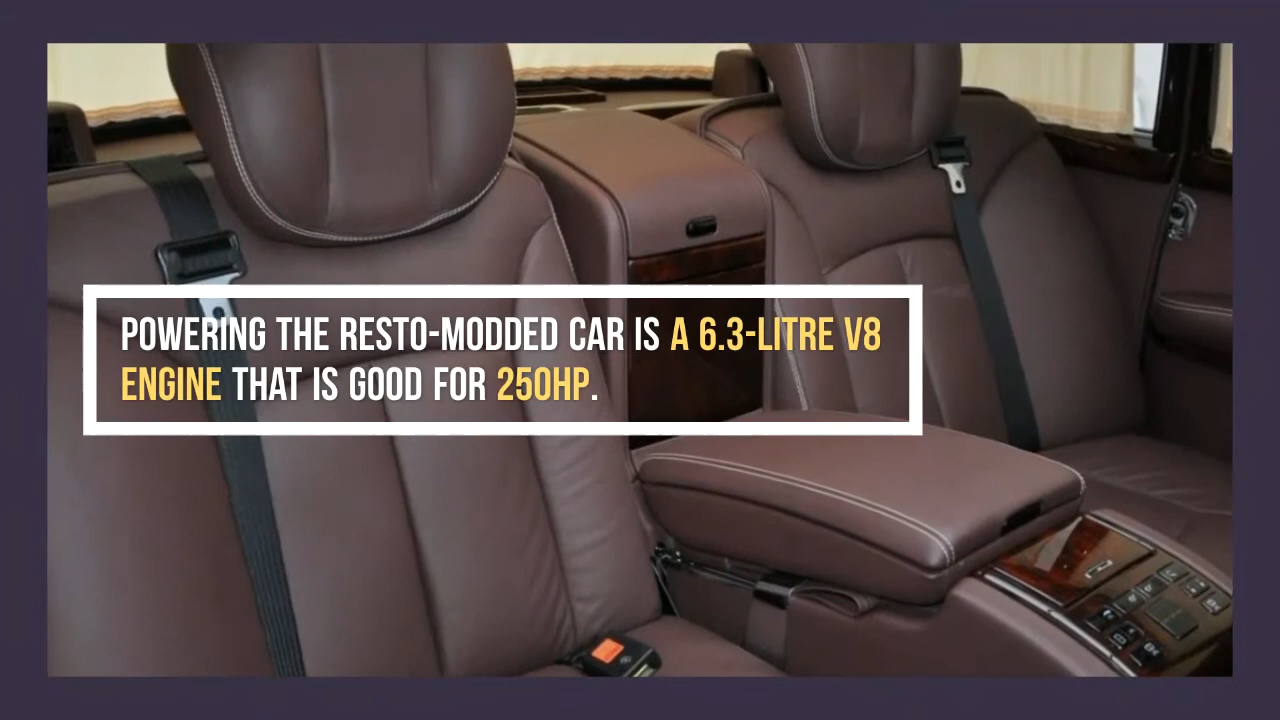 POWERING THE RESTO-MODDED CAR IS A 6.3-LITRE V8
ENGINE THAT IS GOOD FOR 250HP.